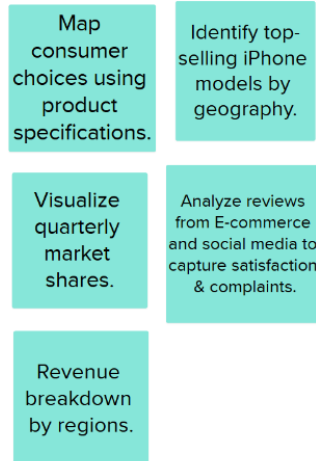 Map
consumer
choices using
product
specifications.
Identify top-
selling iPhone
models by
geography.
Visualize
quarterly
market
shares.
Analyze reviews
from E-commerce
and social media to
capture satisfaction
& complaints.
Revenue
breakdown
by regions.